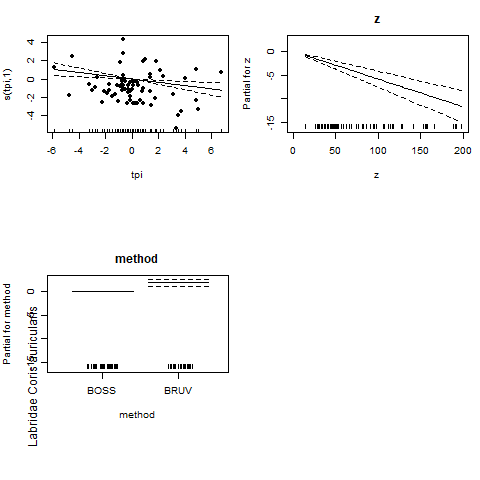 s(tpi,1)
4
2
0
-2
-4
-6
-4
-2
0
2
4
6
tpi
z
Partial for z
0
-5
-15
0
50
100
150
200
z
method
Partial for method
Labridae Coris auricularis
0
BOSS
BRUV
method